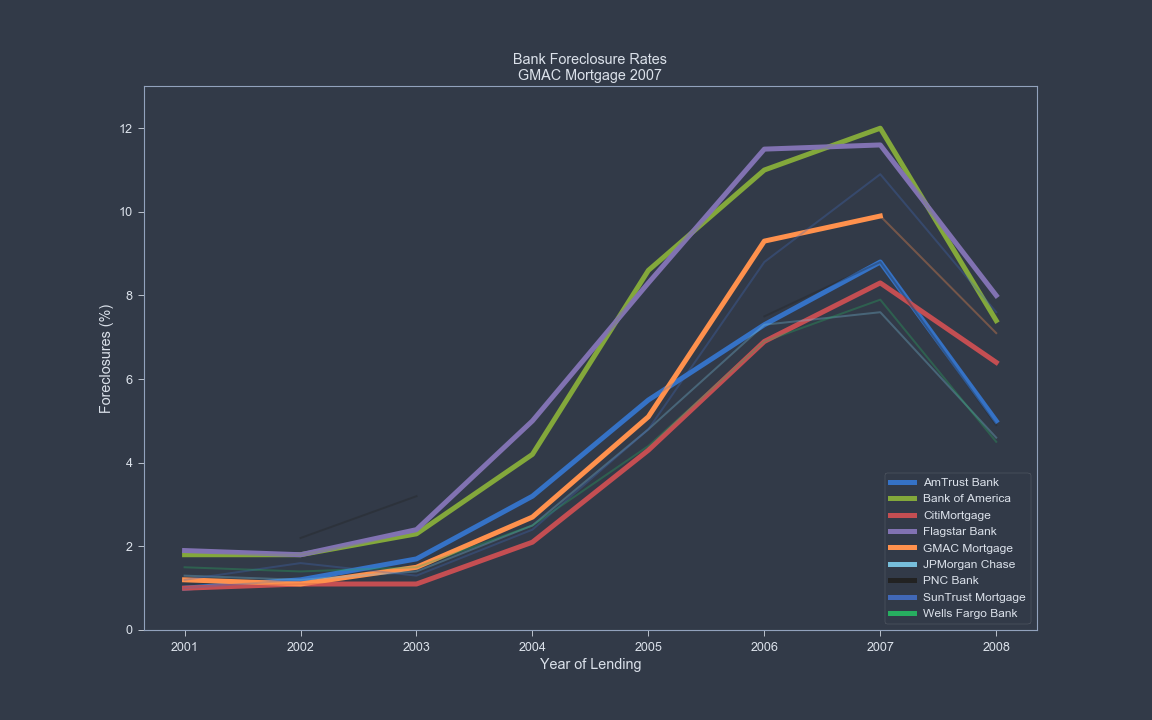 Bank Foreclosure Rates
GMAC Mortgage 2007
Foreclosures (%)
12
10
8
6
4
2
0
2001 2002 2003 2004 2005 2006 2007 2008
Year of Lending
AmTrust Bank
Bank of America
CitiMortgage
Flagstar Bank
GMAC Mortgage
JPMorgan Chase
PNC Bank
SunTrust Mortgage
Wells Fargo Bank